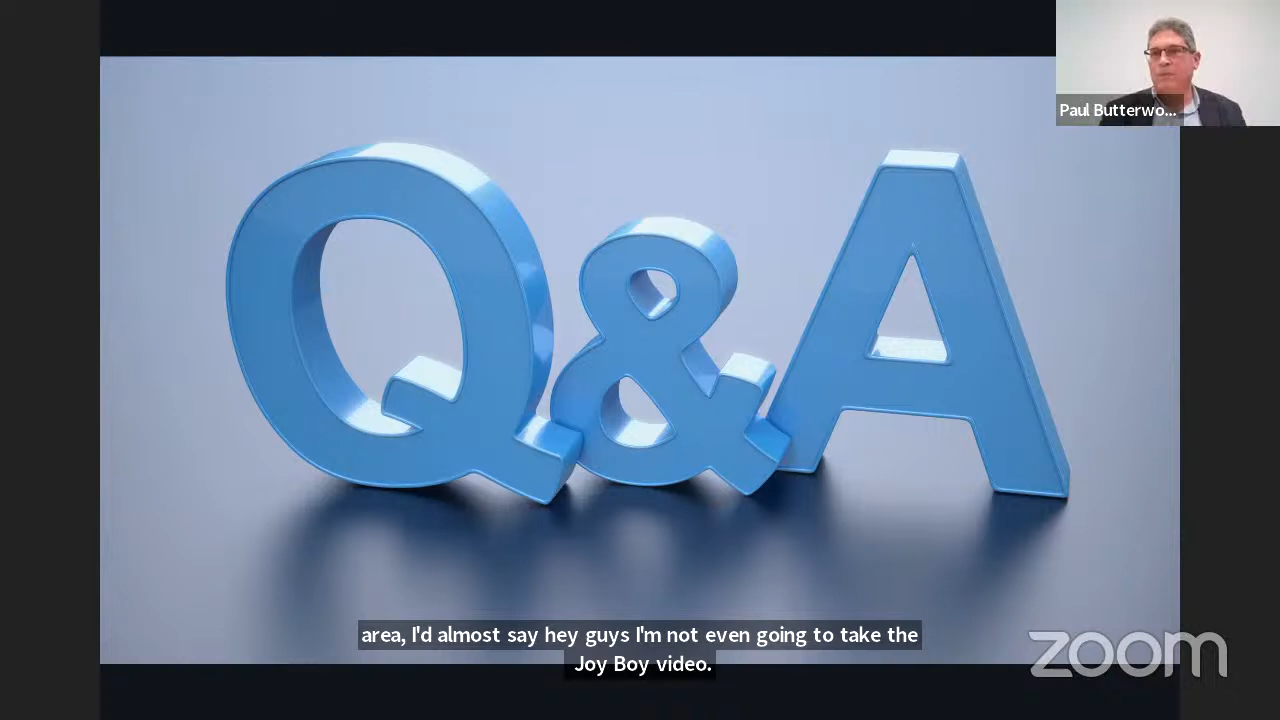 Paul Butterwo...
Q&A
area, I'd almost say hey guys I'm not even going to take the
Joy Boy video.
zoom